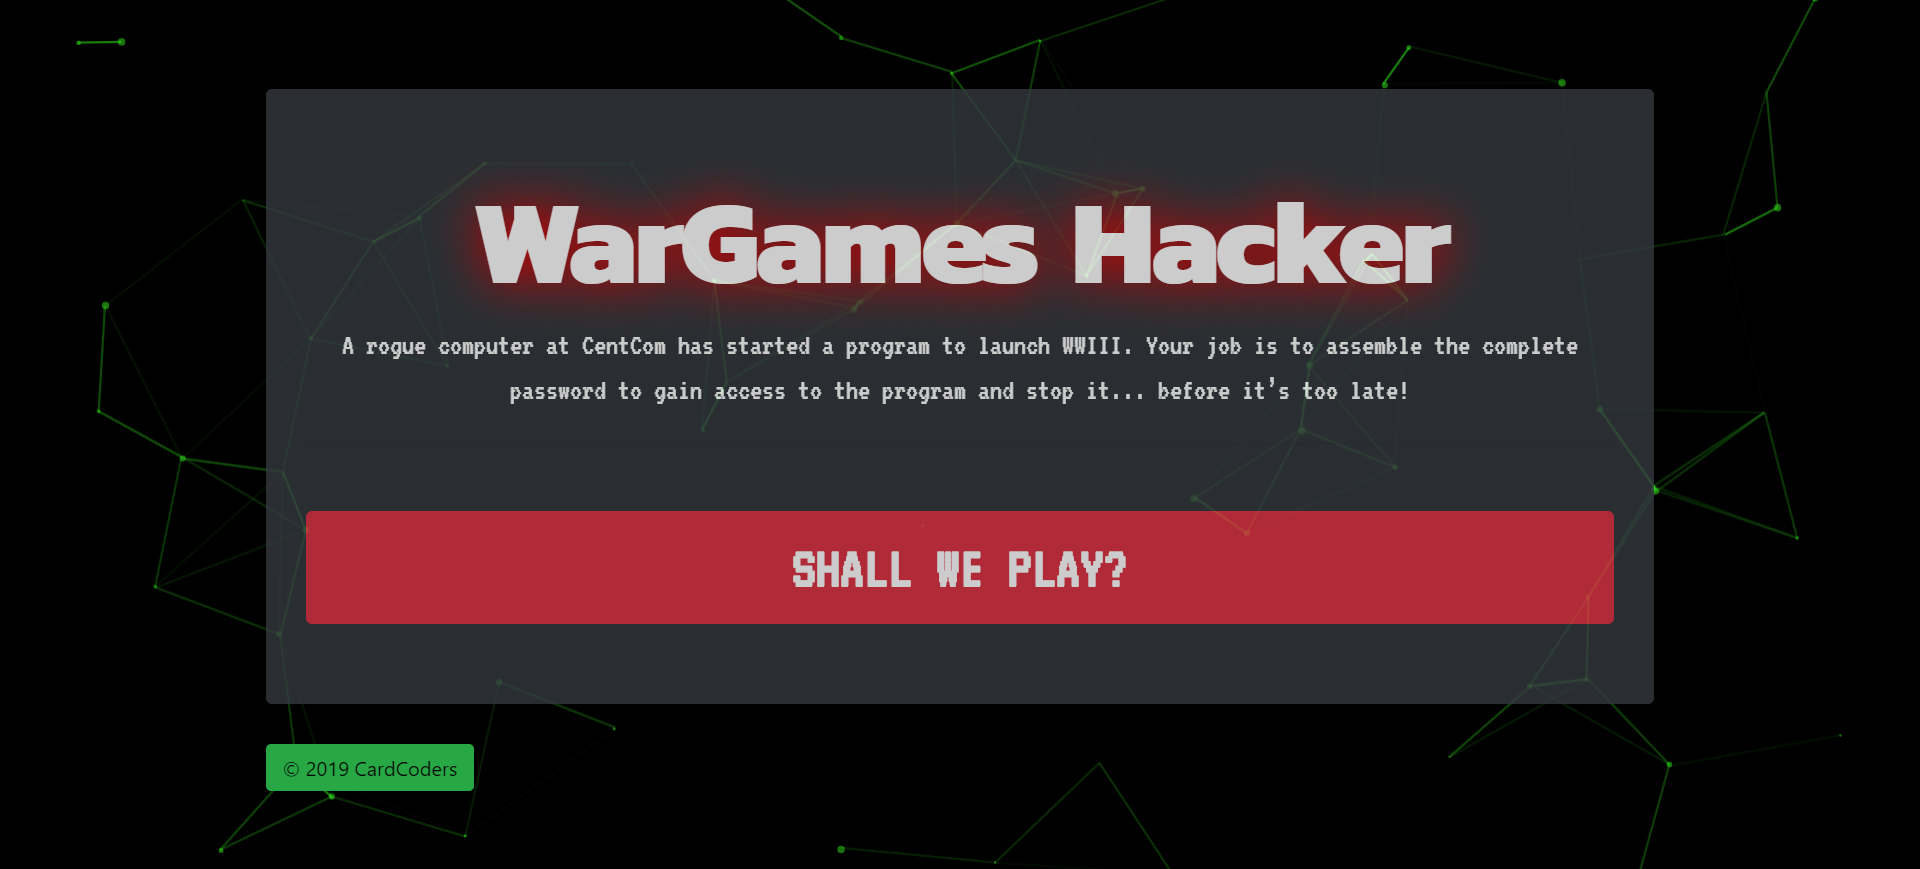 WarGames Hacker
A rogue computer at CentCom has started a program to launch WWIII. Your job is to assemble the complete
password to gain access to the program and stop it... before it's too late!
SHALL WE PLAY?
© 2019 CardCoders